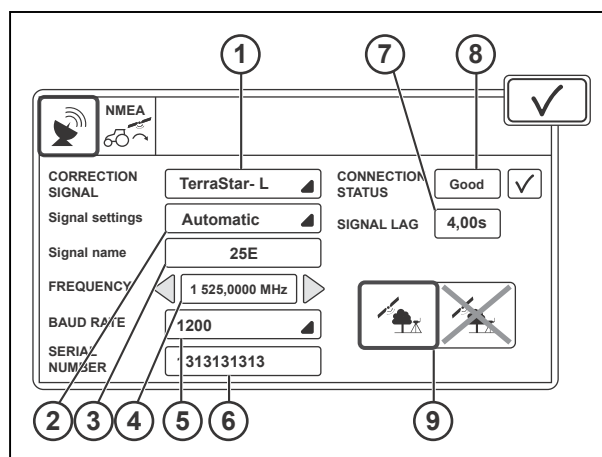 1
7
8
NMEA
CORRECTION
SIGNAL
TerraStar- L
CONNECTION
STATUS
Good
Signal settings
Automatic
SIGNAL LAG
4,00s
Signal name
25E
FREQUENCY
1 525,0000 MHz
BAUD RATE
1200
SERIAL
NUMBER
1313131313
2
3
4
5
6
9